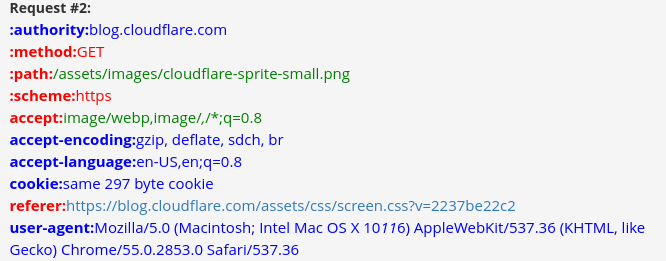 Request #2:
:authority:blog.cloudflare.com
:method:GET
:path:/assets/images/cloudflare-sprite-small.png
:scheme:https
accept:image/webp,image/,/*;q=0.8
accept-encoding:gzip, deflate, sdch, br
accept-language:en-US,en;q=0.8
cookie:same 297 byte cookie
referer:https://blog.cloudflare.com/assets/css/screen.css?v=2237be22c2
user-agent:Mozilla/5.0 (Macintosh; Intel Mac OS X 10116) AppleWebKit/537.36 (KHTML, like
Gecko) Chrome/55.0.2853.0 Safari/537.36